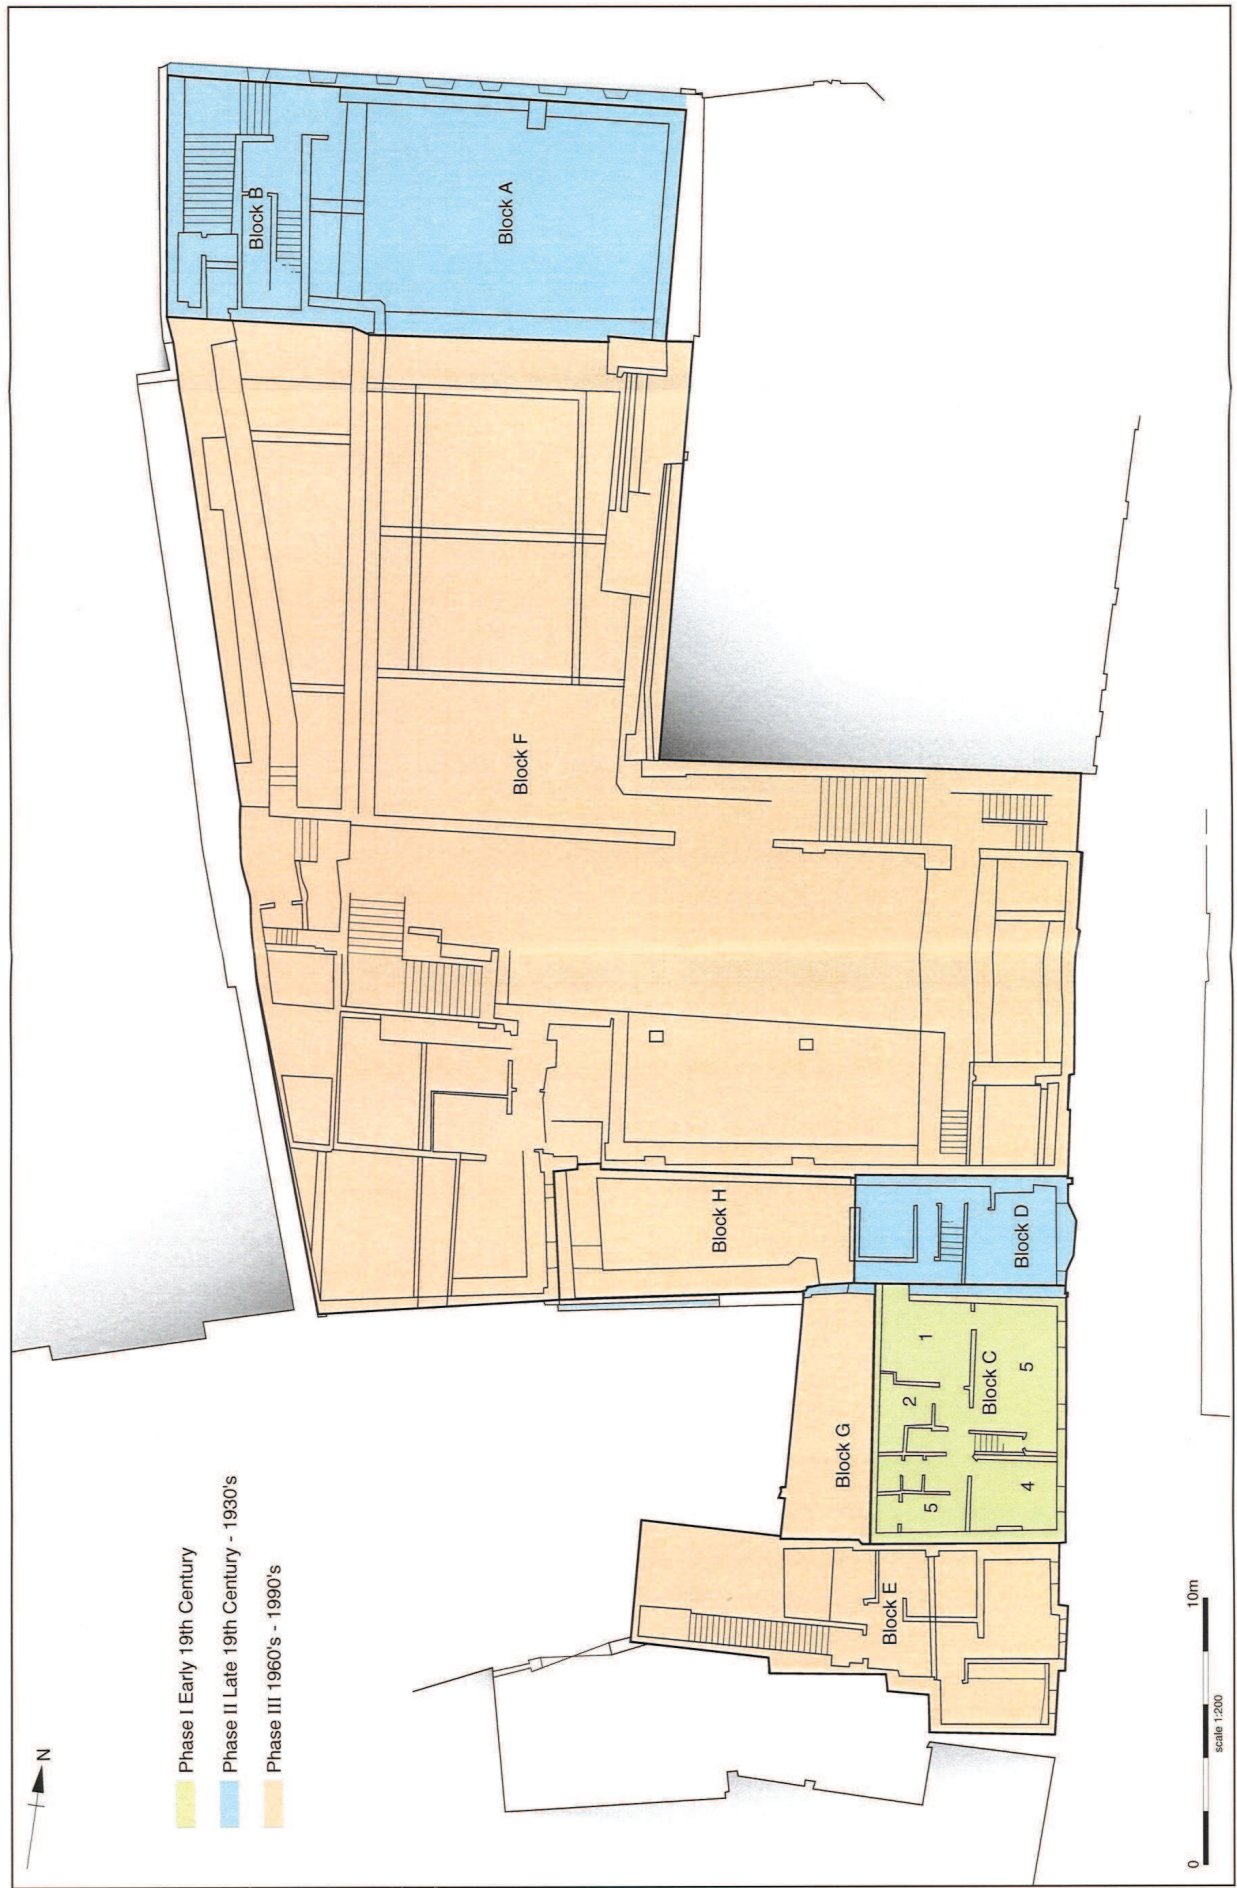 N
Phase I Early 19th Century
Phase II Late 19th Century - 1930's
Phase III 1960's - 1990's
Block B
Block A
Block F
Block H
Block D
Block G
Block C
1
2
5
5
4
Block E
0
10m
scale 1:200